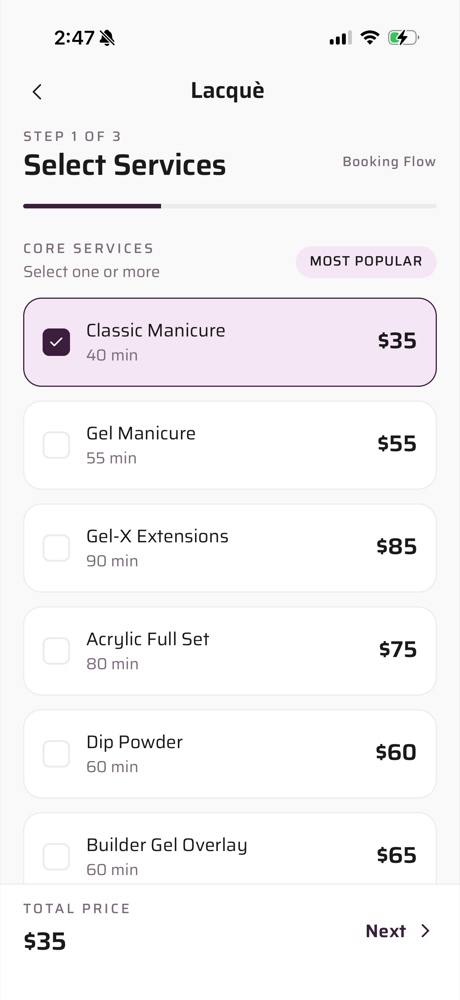 2:47
Lacquè
STEP 1 OF 3
Select Services
Booking Flow
CORE SERVICES
Select one or more
MOST POPULAR
Classic Manicure
40 min
$35
Gel Manicure
55 min
$55
Gel-X Extensions
90 min
$85
Acrylic Full Set
80 min
$75
Dip Powder
60 min
$60
Builder Gel Overlay
60 min
$65
TOTAL PRICE
$35
Next